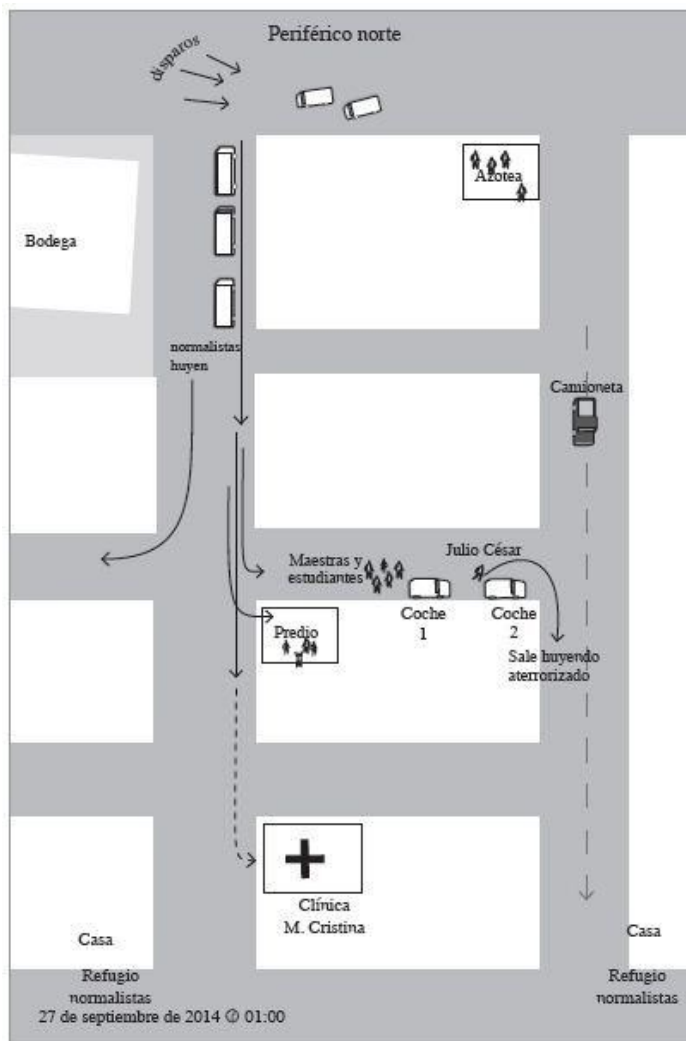 Periférico norte
disparos
Azotea
Bodega
normalistas
huyen
Camioneta
Maestras y
estudiantes
Julio César
Coche
1
Coche
2
Predio
Sale huyendo
aterrorizado
Clínica
M. Cristina
Casa
Refugio
normalistas
Casa
Refugio
normalistas
27 de septiembre de 2014 01:00